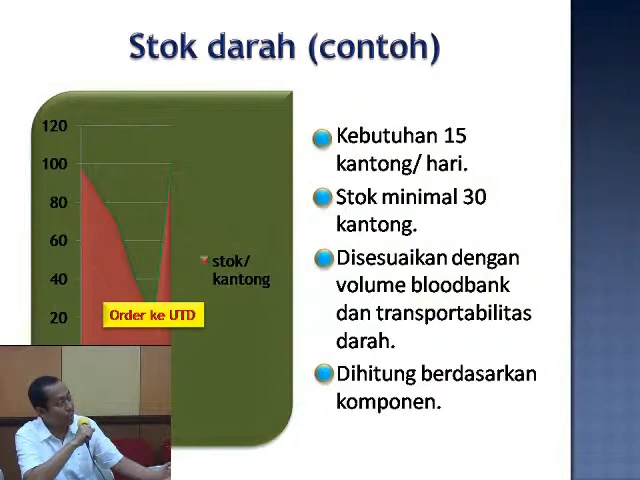 Stok darah (contoh)
120
100
80
60
40
20
stok/
kantong
Order ke UTD
Kebutuhan 15
kantong/ hari.
Stok minimal 30
kantong.
Disesuaikan dengan
volume bloodbank
dan transportabilitas
darah.
Dihitung berdasarkan
komponen.